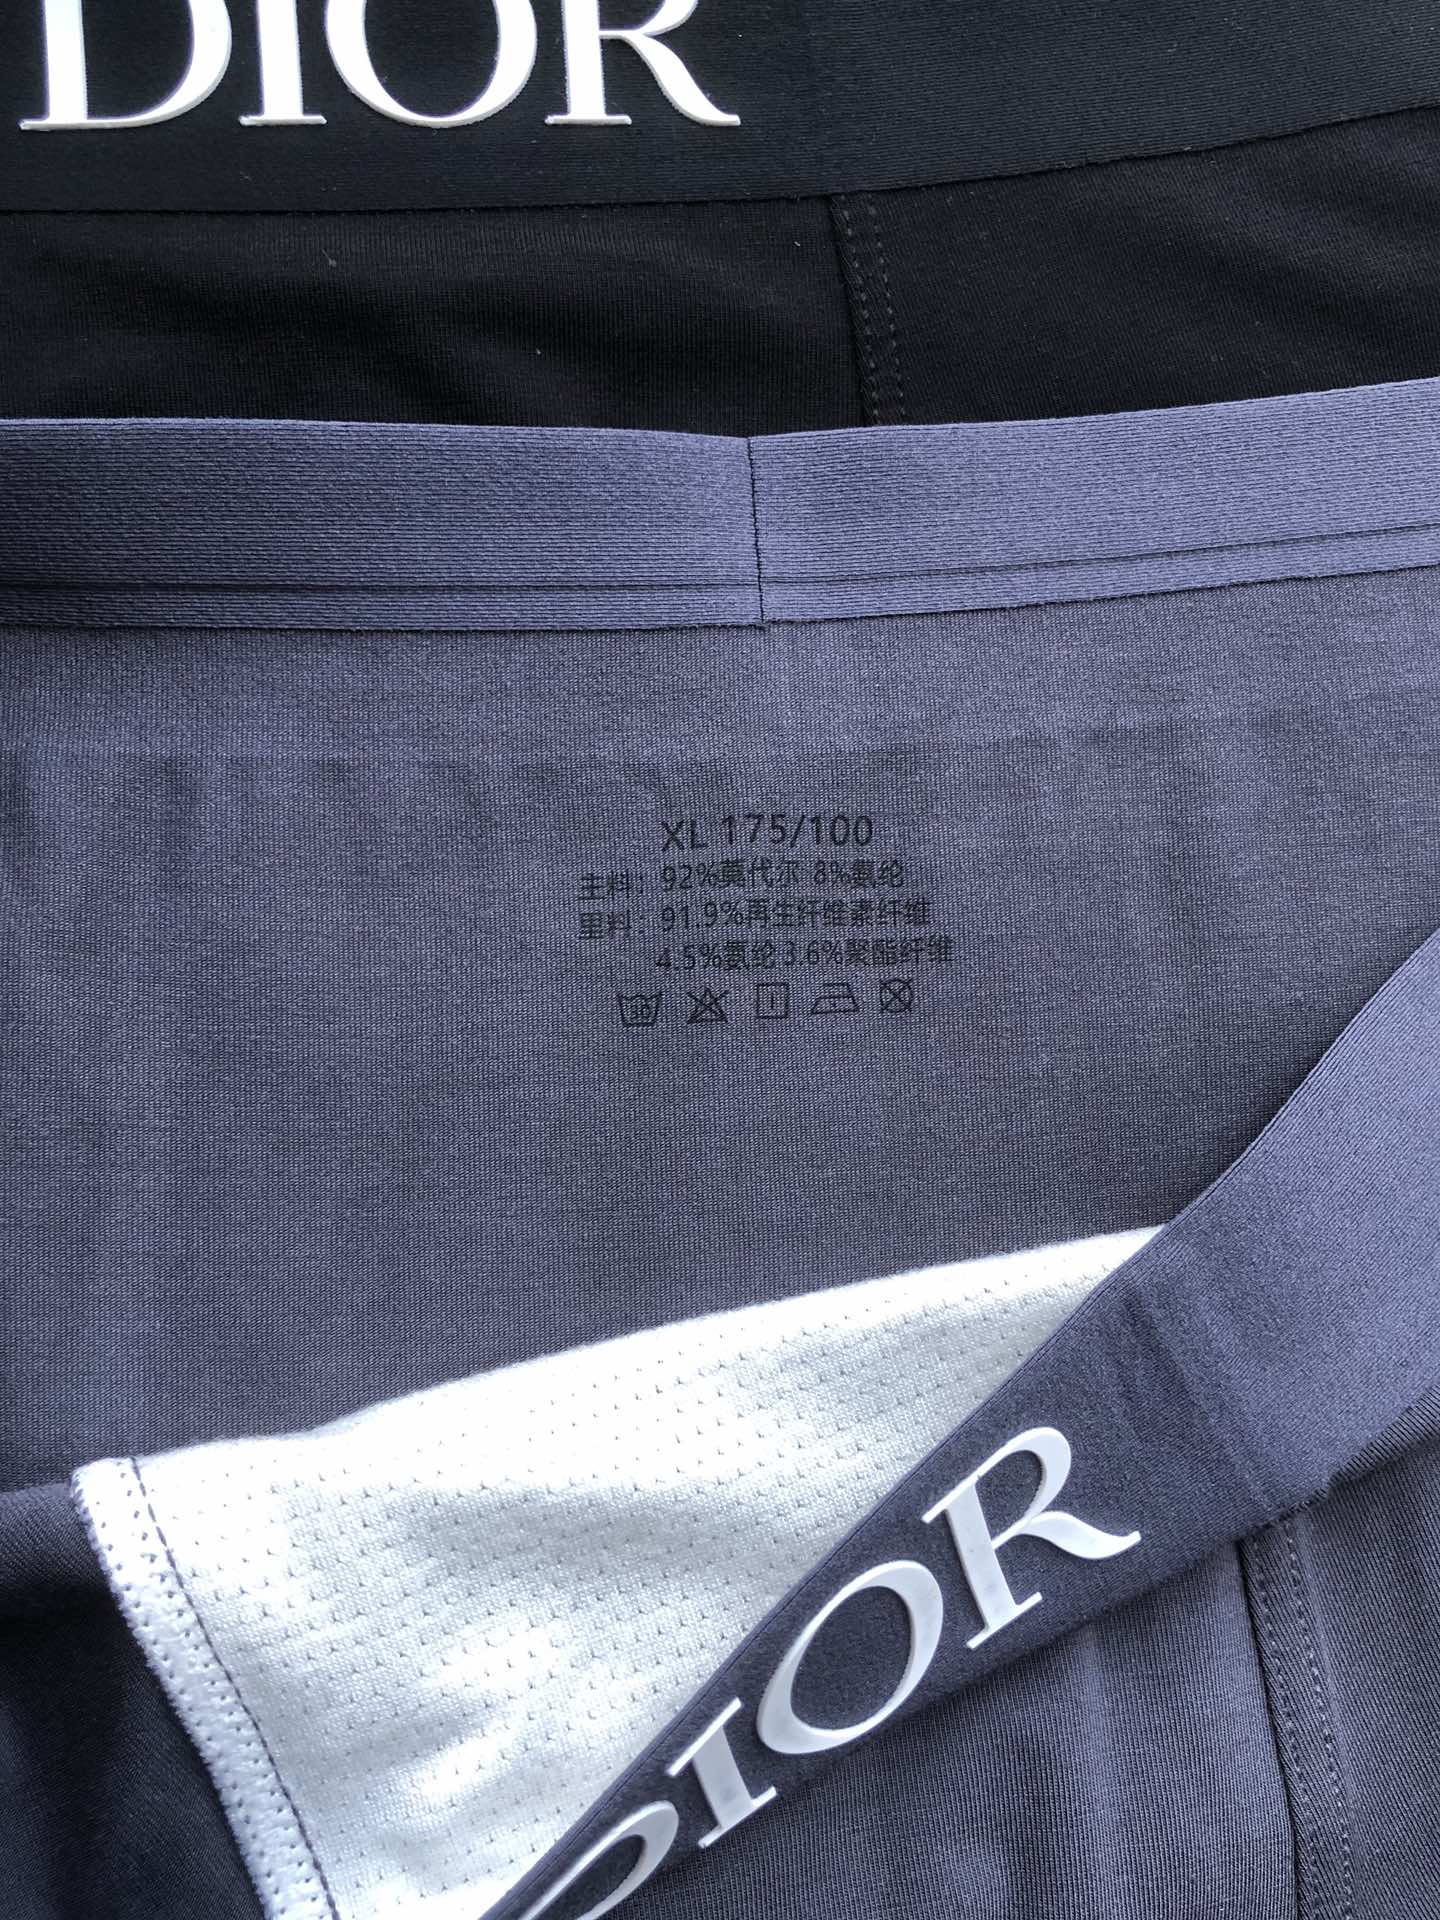 DIOR
XL 175/100
主料：92%莫代尔 8%氨纶
里料：91.9%再生纤维素纤维
4.5%氨纶 3.6%聚酯纤维
30
DIOR